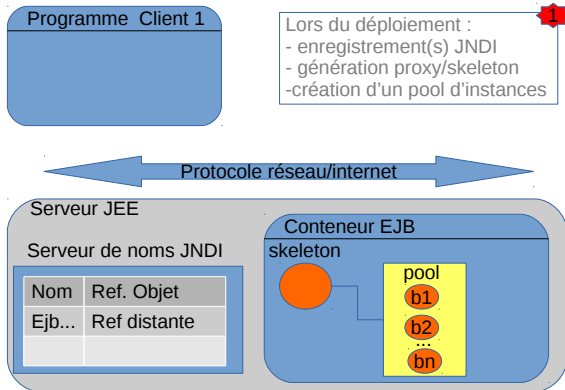 Programme Client 1
1
Lors du déploiement :
- enregistrement(s) JNDI
- génération proxy/skeleton
-création d'un pool d'instances
Protocole réseau/internet
Serveur JEE
Conteneur EJB
Serveur de noms JNDI
skeleton
pool
Nom Ref. Objet
b1
Ejb... Ref distante
b2
...
bn